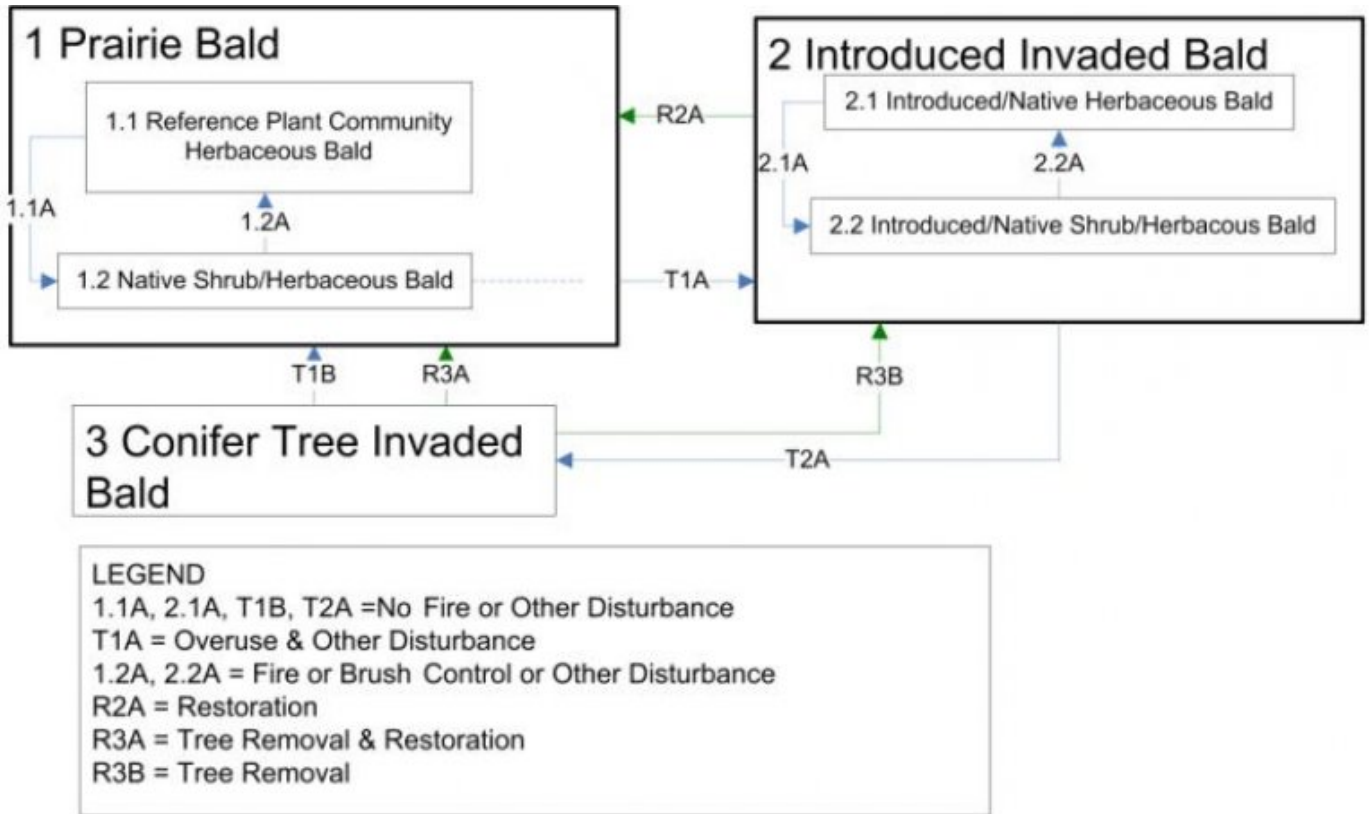 1 Prairie Bald
1.1 Reference Plant Community
Herbaceous Bald
1.1A
1.2A
1.2 Native Shrub/Herbaceous Bald
R2A
T1A
2 Introduced Invaded Bald
2.1 Introduced/Native Herbaceous Bald
2.1A
2.2A
2.2 Introduced/Native Shrub/Herbacous Bald
T1B
R3A
R3B
3 Conifer Tree Invaded
Bald
T2A
LEGEND
1.1A, 2.1A, T1B, T2A =No Fire or Other Disturbance
T1A = Overuse & Other Disturbance
1.2A, 2.2A = Fire or Brush Control or Other Disturbance
R2A = Restoration
R3A = Tree Removal & Restoration
R3B = Tree Removal